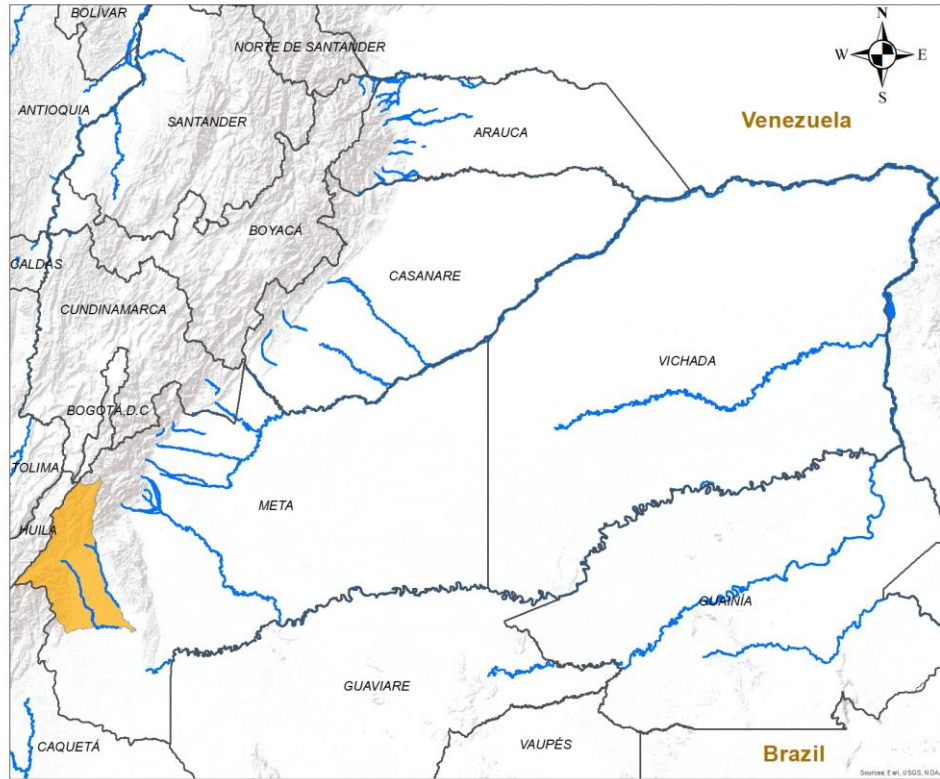 BOLÍVAR
N
NORTE DE SANTANDER
W E
S
ANTIOQUIA
SANTANDER
ARAUCA
Venezuela
BOYACÁ
CALDAS
CASANARE
CUNDINAMARCA
VICHADA
BOGOTÁ.D.C
TOLIMA
META
HUILA
GUAINÍA
GUAVIARE
CAQUETÁ
VAUPÉS
Brazil
Sources: Esri, USGS, NOAA